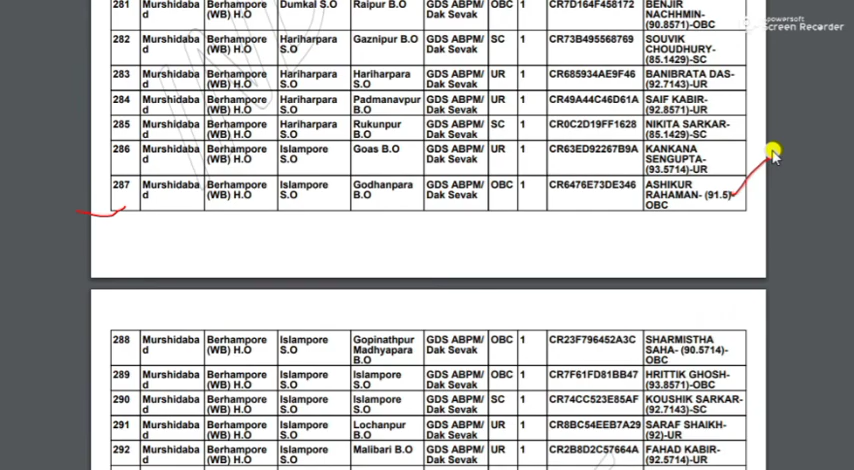 281 Murshidabad Berhampore (WB) H.O Dumkal S.O Raipur B.O GDS ABPM/ Dak Sevak OBC 1 CR7D164F458172 BENJIR NACHHMIN- (90.8571)-OBC
282 Murshidabad Berhampore (WB) H.O Hariharpara S.O Gaznipur B.O GDS ABPM/ Dak Sevak SC 1 CR73B495568769 SOUVIK CHOUDHURY- (85.1429)-SC
283 Murshidabad Berhampore (WB) H.O Hariharpara S.O Hariharpara S.O GDS ABPM/ Dak Sevak UR 1 CR685934AE9F46 BANIBRATA DAS- (92.7143)-UR
284 Murshidabad Berhampore (WB) H.O Hariharpara S.O Padmanavpur B.O GDS ABPM/ Dak Sevak UR 1 CR49A44C46D61A SAIF KABIR- (92.8571)-UR
285 Murshidabad Berhampore (WB) H.O Hariharpara S.O Rukunpur B.O GDS ABPM/ Dak Sevak SC 1 CR0C2D19FF1628 NIKITA SARKAR- (85.1429)-SC
286 Murshidabad Berhampore (WB) H.O Islampore S.O Goas B.O GDS ABPM/ Dak Sevak UR 1 CR63ED92267B9A KANKANA SENGUPTA- (93.5714)-UR
287 Murshidabad Berhampore (WB) H.O Islampore S.O Godhanpara B.O GDS ABPM/ Dak Sevak OBC 1 CR6476E73DE346 ASHIKUR RAHAMAN- (91.5)- OBC
288 Murshidabad Berhampore (WB) H.O Islampore S.O Gopinathpur Madhyapara B.O GDS ABPM/ Dak Sevak OBC 1 CR23F796452A3C SHARMISTHA SAHA- (90.5714)- OBC
289 Murshidabad Berhampore (WB) H.O Islampore S.O Islampore S.O GDS ABPM/ Dak Sevak OBC 1 CR7F61FD81BB47 HRITTIK GHOSH- (93.8571)-OBC
290 Murshidabad Berhampore (WB) H.O Islampore S.O Islampore S.O GDS ABPM/ Dak Sevak SC 1 CR74CC523E85AF KOUSHIK SARKAR- (92.7143)-SC
291 Murshidabad Berhampore (WB) H.O Islampore S.O Lochanpur B.O GDS ABPM/ Dak Sevak UR 1 CR8BC54EEB7A29 SARAF SHAIKH- (92)-UR
292 Murshidabad Berhampore (WB) H.O Islampore S.O Malibari B.O GDS ABPM/ Dak Sevak UR 1 CR2B8D2C57664A FAHAD KABIR- (92.5714)-UR
apowersoft
Screen Recorder